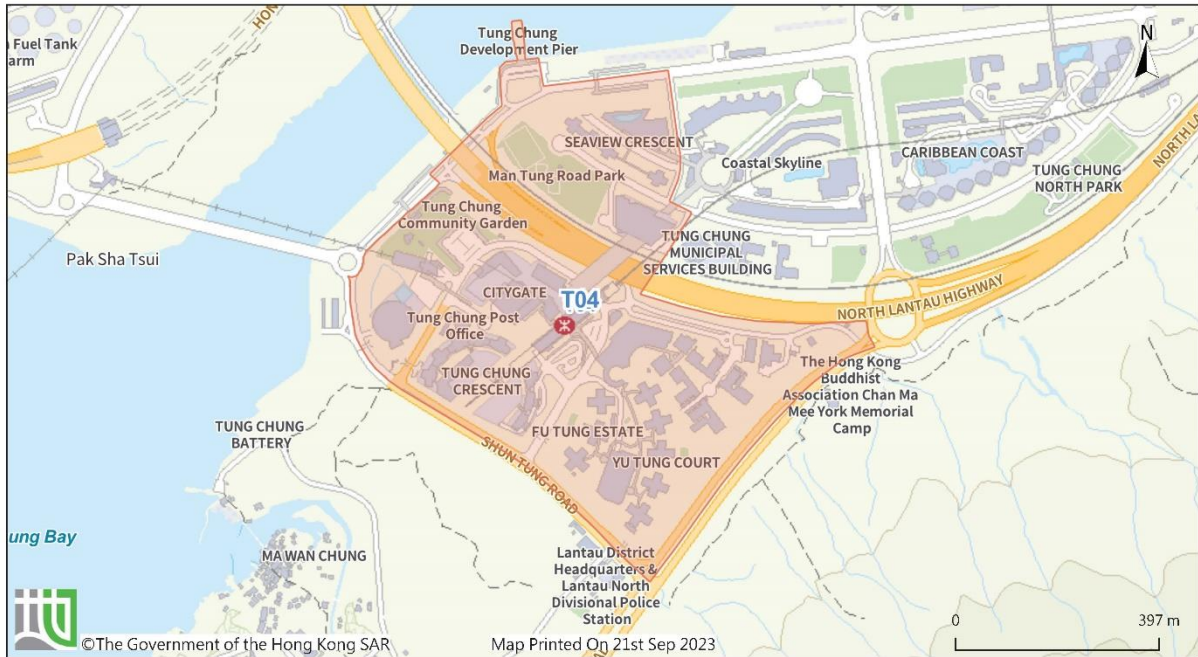 Tung Chung
Development Pier
HON
n Fuel Tank
arm
N
SEAVIEW CRESCENT
Coastal Skyline
CARIBBEAN COAST
NORTH LA
TUNG CHUNG
NORTH PARK
Man Tung Road Park
Tung Chung
Community Garden
Pak Sha Tsui
TUNG CHUNG
MUNICIPAL
SERVICES BUILDING
CITYGATE
T04
NORTH LANTAU HIGHWAY
Tung Chung Post
Office
TUNG CHUNG
CRESCENT
The Hong Kong
Buddhist
Association Chan Ma
Mee York Memorial
Camp
TUNG CHUNG
BATTERY
FU TUNG ESTATE
SHUN TUNG ROAD
YU TUNG COURT
ung Bay
MA WAN CHUNG
Lantau District
Headquarters &
Lantau North
Divisional Police
Station
0
397 m
©The Government of the Hong Kong SAR
Map Printed On 21st Sep 2023